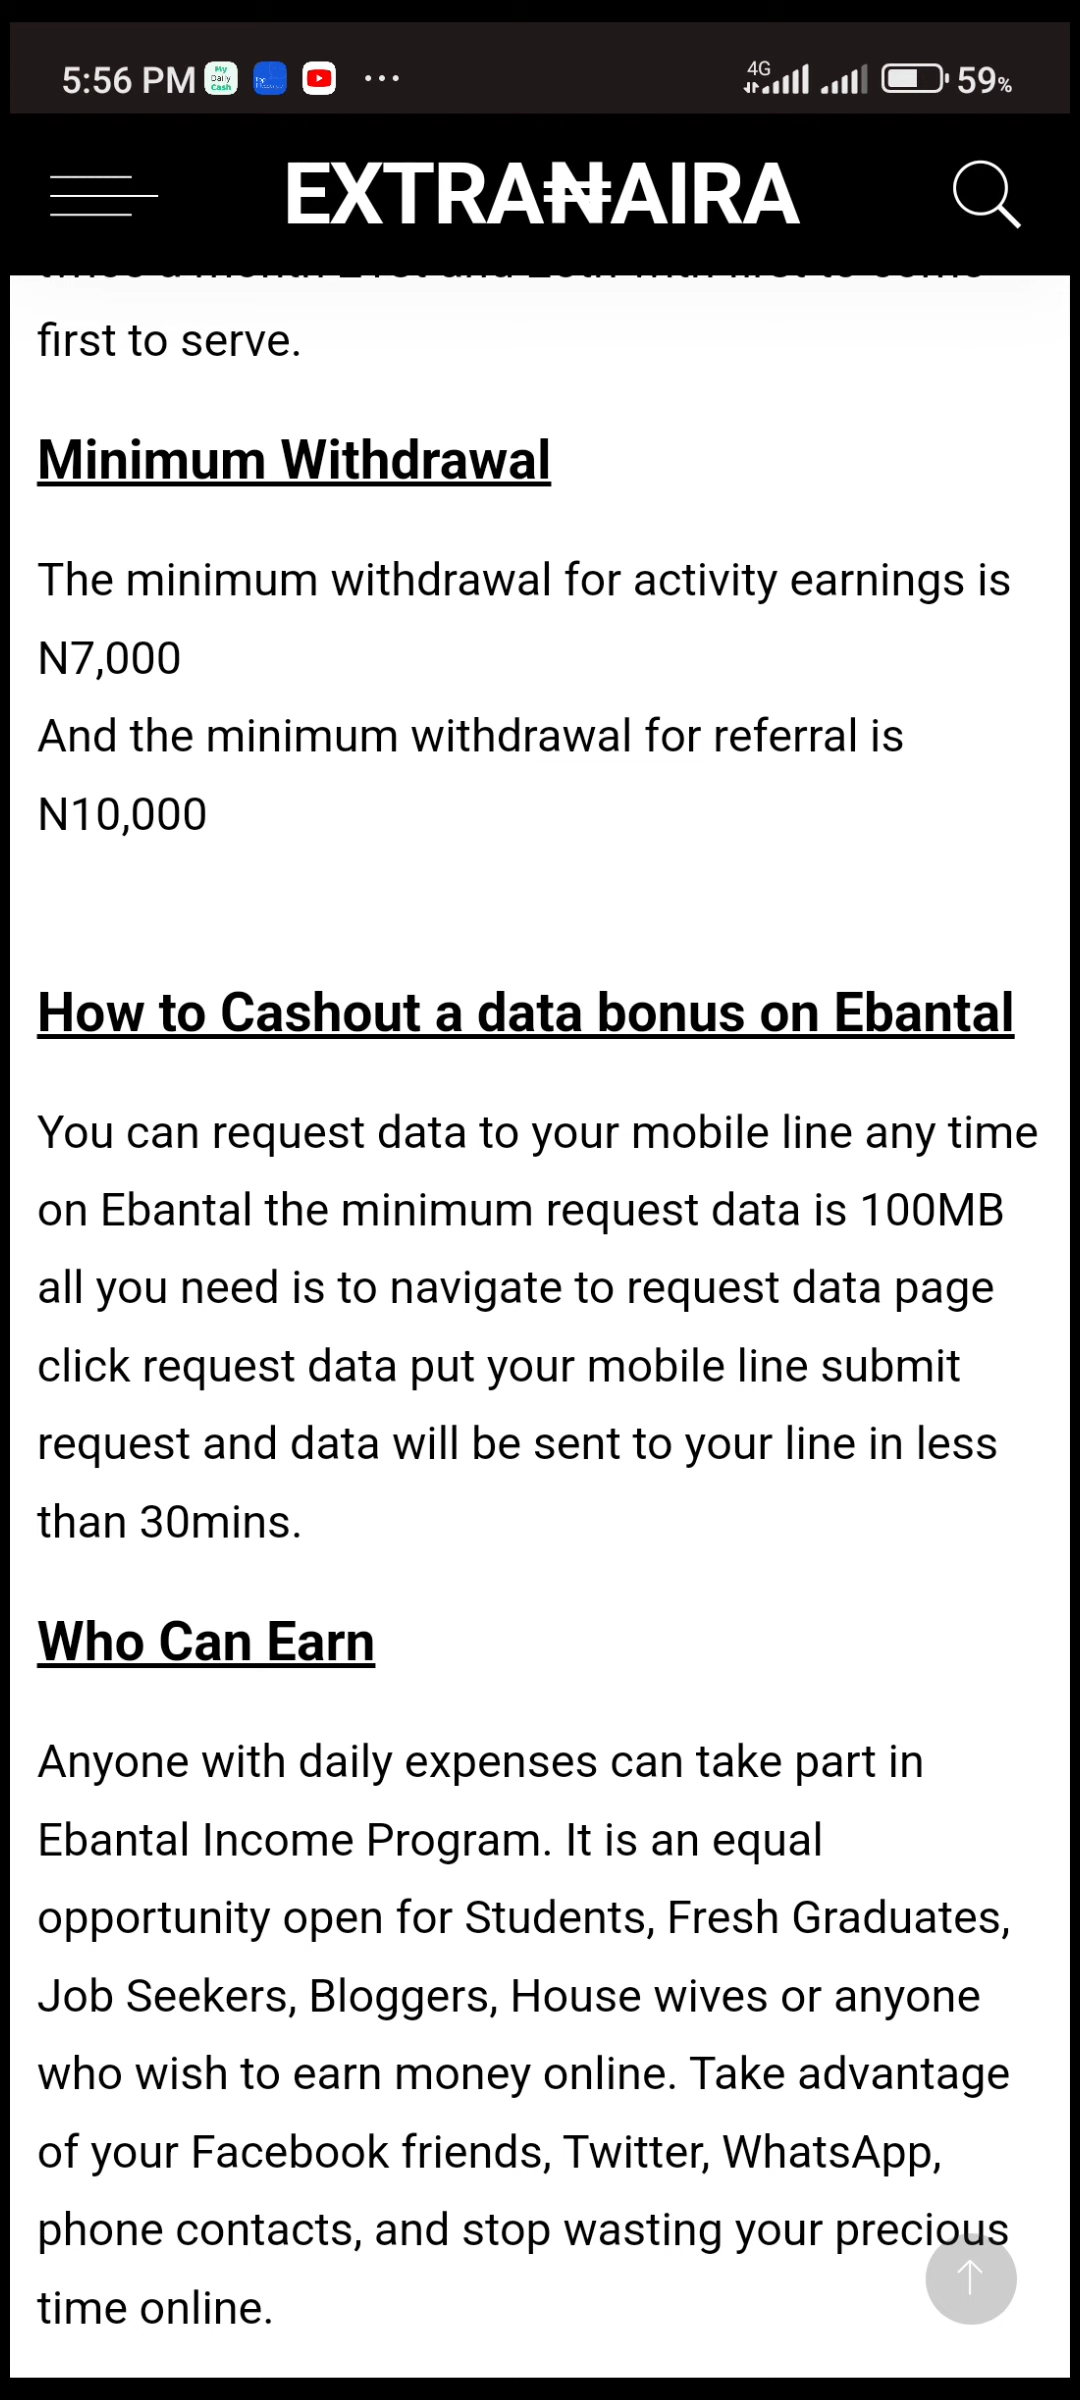 5:56 PM My Daily Cash ... 4G 59%
EXTRA₦AIRA
first to serve.
Minimum Withdrawal
The minimum withdrawal for activity earnings is
N7,000
And the minimum withdrawal for referral is
N10,000
How to Cashout a data bonus on Ebantal
You can request data to your mobile line any time
on Ebantal the minimum request data is 100MB
all you need is to navigate to request data page
click request data put your mobile line submit
request and data will be sent to your line in less
than 30mins.
Who Can Earn
Anyone with daily expenses can take part in
Ebantal Income Program. It is an equal
opportunity open for Students, Fresh Graduates,
Job Seekers, Bloggers, House wives or anyone
who wish to earn money online. Take advantage
of your Facebook friends, Twitter, WhatsApp,
phone contacts, and stop wasting your precious
time online.